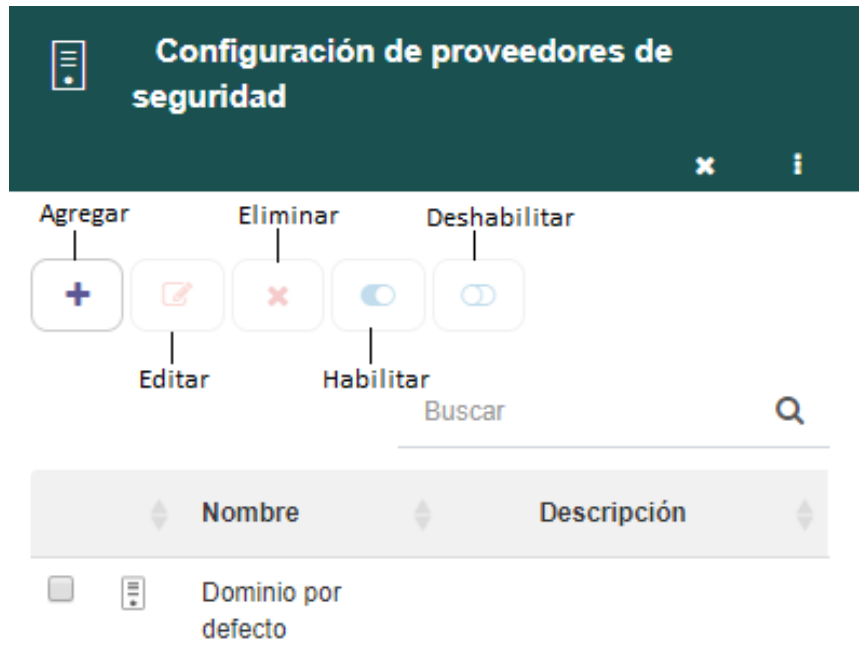 Configuración de proveedores de
seguridad
Agregar
Eliminar
Deshabilitar
Editar
Habilitar
Buscar
Nombre
Descripción
Dominio por
defecto